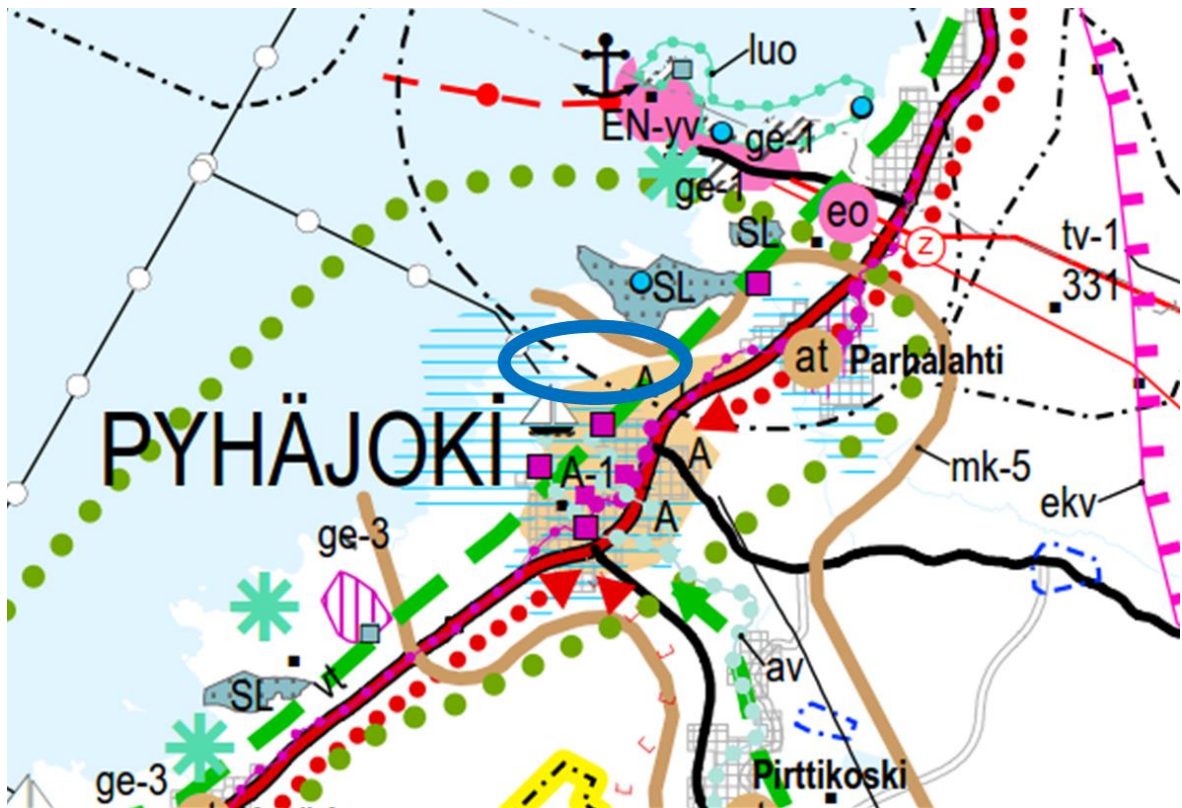 luo
EN-yv
ge-1
ge-1
eo
SL
z
tv-1
331
SL
at
Parhalahti
A
PYHÄJOKİ
A
mk-5
A-1
ekv
A
ge-3
av
SL
vt
Pirttikoski
ge-3